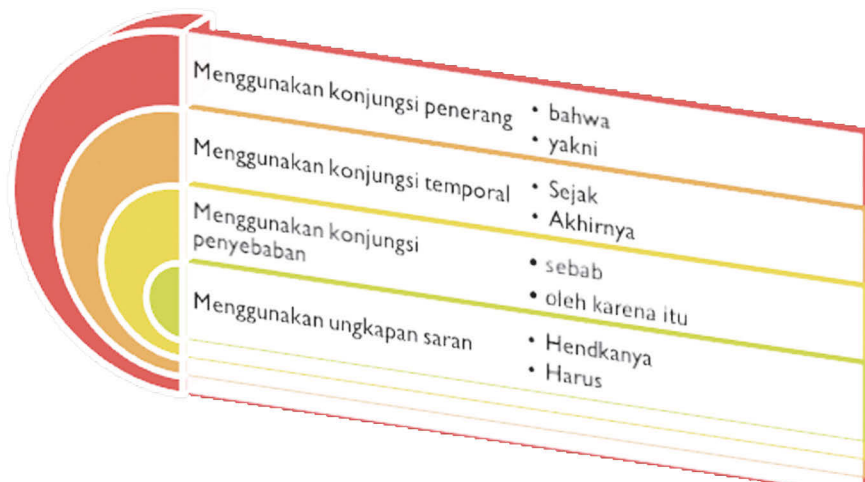 Menggunakan konjungsi penerang
• bahwa
• yakni
Menggunakan konjungsi temporal
• Sejak
• Akhirnya
Menggunakan konjungsi
penyebaban
• sebab
• oleh karena itu
Menggunakan ungkapan saran
• Hendkanya
• Harus